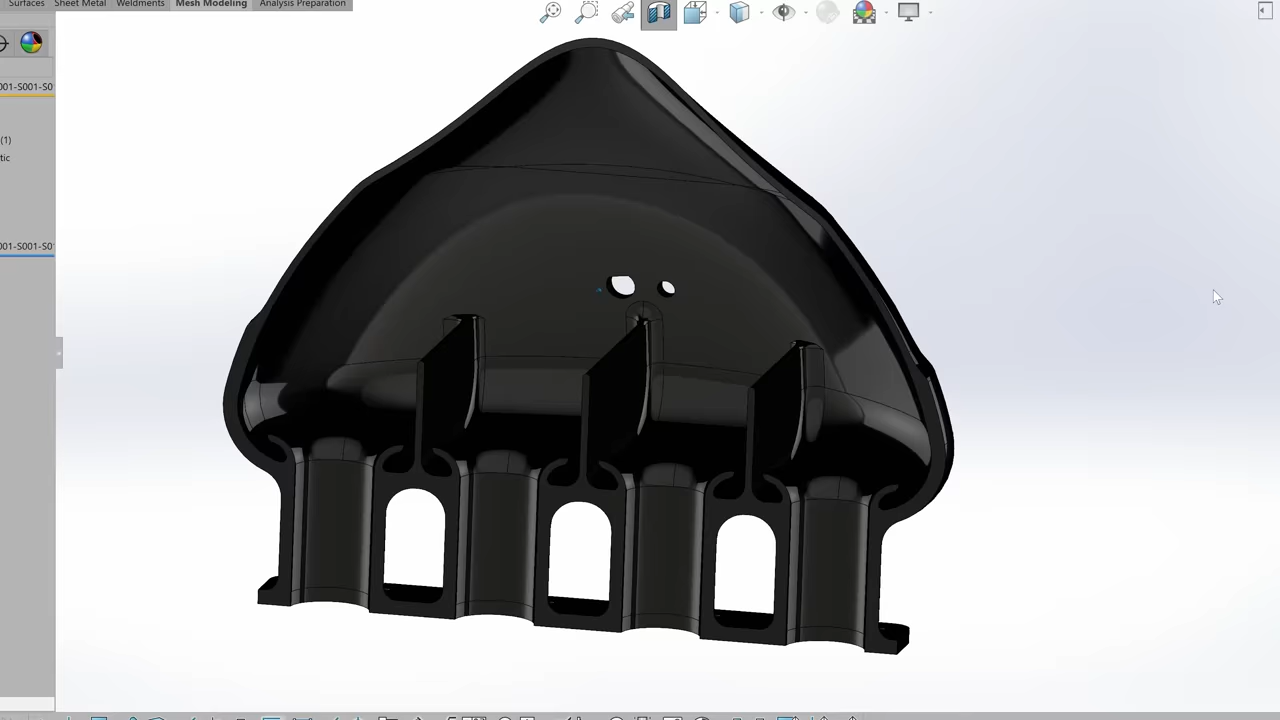 Surfaces Sheet Metal Weldments Mesh Modeling Analysis Preparation
001-S001-S0
(1)
tic
001-S001-S0